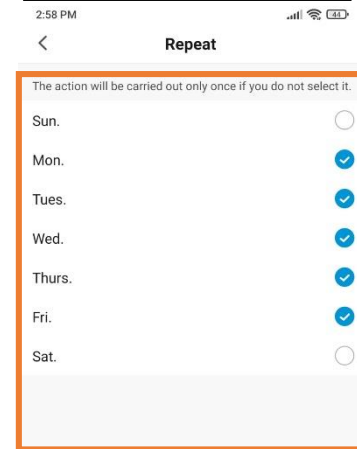 2:58 PM 44
Repeat
The action will be carried out only once if you do not select it.
Sun.
Mon.
Tues.
Wed.
Thurs.
Fri.
Sat.